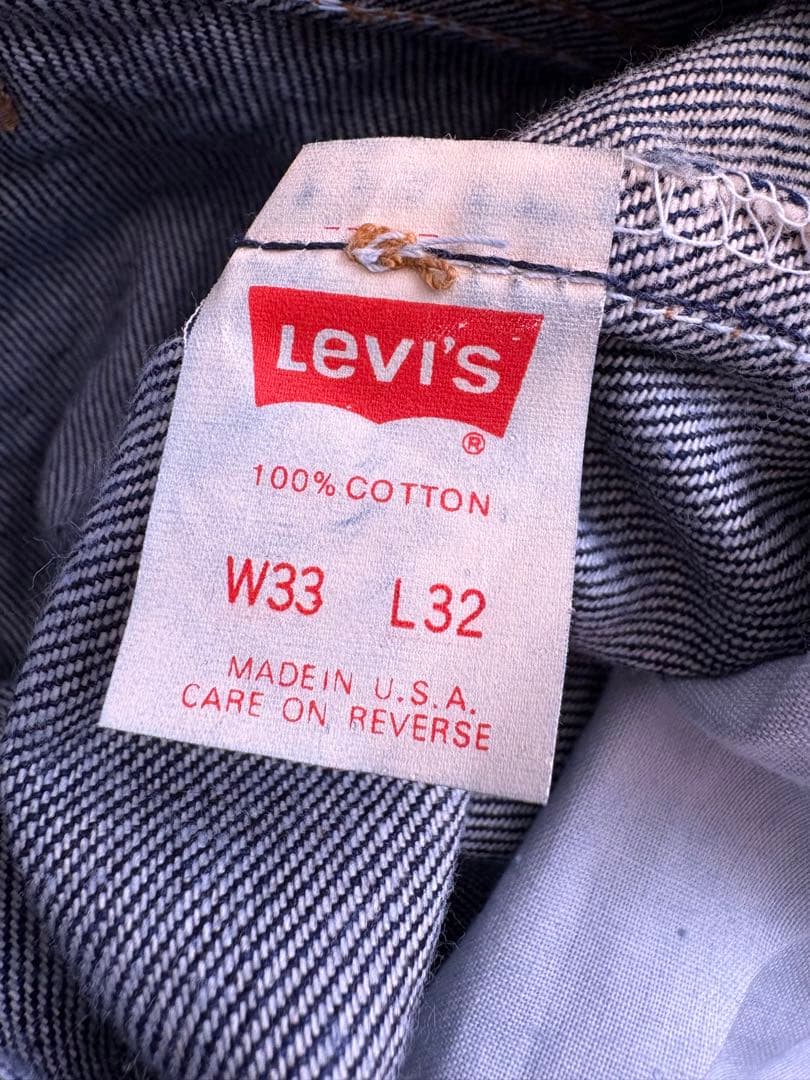 LEVI'S
®
100% COTTON
W33 L32
MADE IN U.S.A.
CARE ON REVERSE